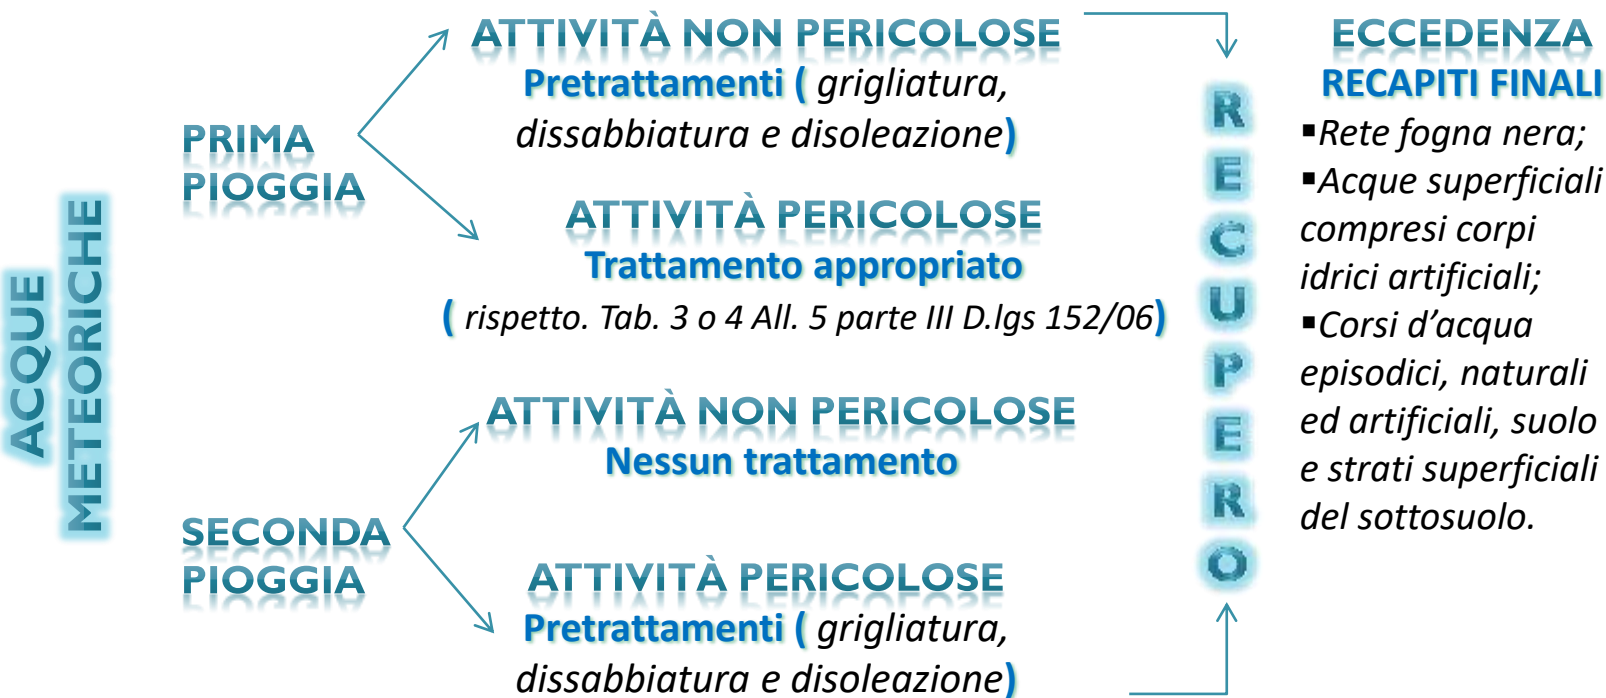 ACQUE
METEORICHE
PRIMA
PIOGGIA
ATTIVITÀ NON PERICOLOSE
Pretrattamenti ( grigliatura,
dissabbiatura e disoleazione)
ATTIVITÀ PERICOLOSE
Trattamento appropriato
( rispetto. Tab. 3 o 4 All. 5 parte III D.lgs 152/06)
SECONDA
PIOGGIA
ATTIVITÀ NON PERICOLOSE
Nessun trattamento
ATTIVITÀ PERICOLOSE
Pretrattamenti ( grigliatura,
dissabbiatura e disoleazione)
RECUPERO
ECCEDENZA
RECAPITI FINALI
▪Rete fogna nera;
▪Acque superficiali
compresi corpi
idrici artificiali;
▪Corsi d’acqua
episodici, naturali
ed artificiali, suolo
e strati superficiali
del sottosuolo.